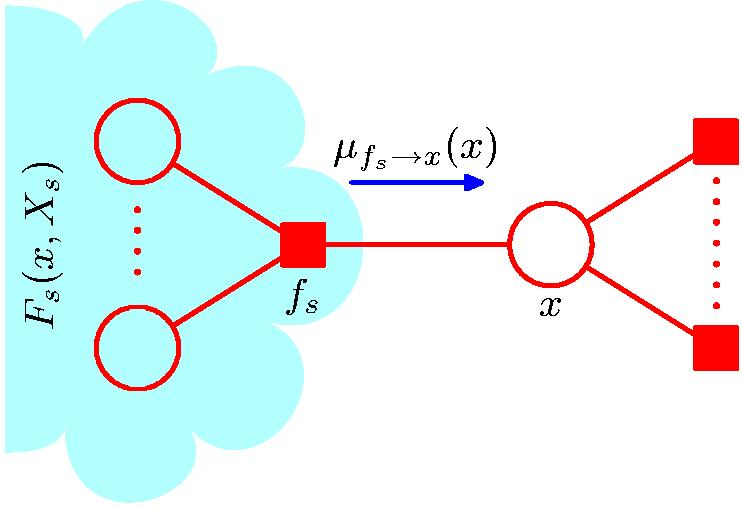 F_s(x, X_s)
μ_{f_s→x}(x)
f_s
x